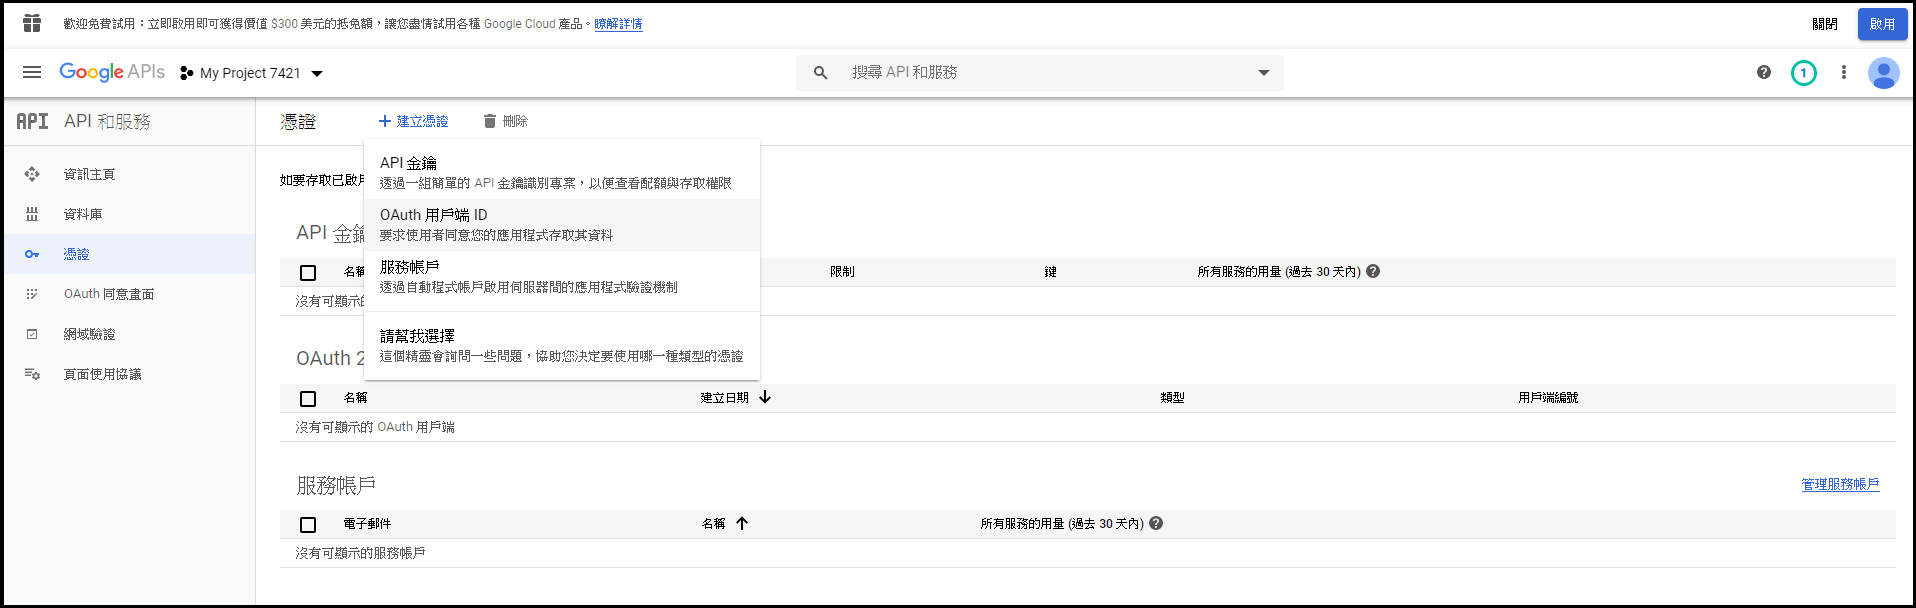 歡迎免費試用：立即啟用即可獲得價值 $300 美元的抵免額，讓您盡情試用各種 Google Cloud 產品。瞭解詳情
關閉
啟用
Google APIs
My Project 7421
搜尋 API 和服務
1
API
API 和服務
憑證
建立憑證
刪除
資訊主頁
資料庫
憑證
OAuth 同意畫面
網域驗證
頁面使用協議
如要存取已啟用
API 金鑰
透過一組簡單的 API 金鑰識別專案，以便查看配額與存取權限
OAuth 用戶端 ID
要求使用者同意您的應用程式存取其資料
服務帳戶
透過自動程式帳戶啟用伺服器間的應用程式驗證機制
請幫我選擇
這個精靈會詢問一些問題，協助您決定要使用哪一種類型的憑證
API 金鑰
名稱
限制
鍵
所有服務的用量 (過去 30 天內)
沒有可顯示的
OAuth 2
名稱
建立日期
類型
用戶端編號
沒有可顯示的 OAuth 用戶端
服務帳戶
管理服務帳戶
電子郵件
名稱
所有服務的用量 (過去 30 天內)
沒有可顯示的服務帳戶